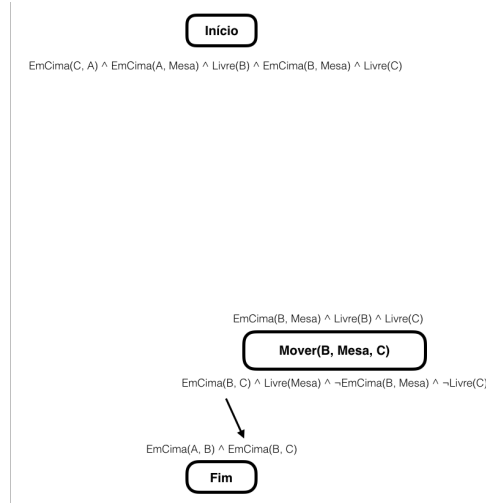 Início
EmCima(C, A) ^ EmCima(A, Mesa) ^ Livre(B) ^ EmCima(B, Mesa) ^ Livre(C)
EmCima(B, Mesa) ^ Livre(B) ^ Livre(C)
Mover(B, Mesa, C)
EmCima(B, C) ^ Livre(Mesa) ^ ¬EmCima(B, Mesa) ^ ¬Livre(C)
EmCima(A, B) ^ EmCima(B, C)
Fim